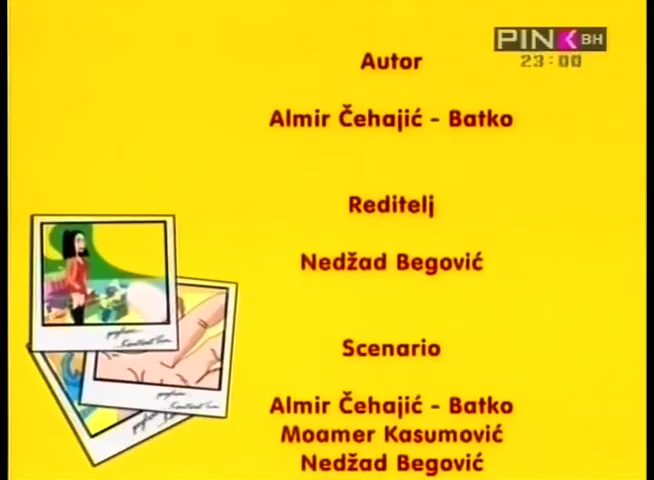 PINK BH
23:00
Autor
Almir Čehajić - Batko
Reditelj
Nedžad Begović
Scenario
Almir Čehajić - Batko
Moamer Kasumović
Nedžad Begović